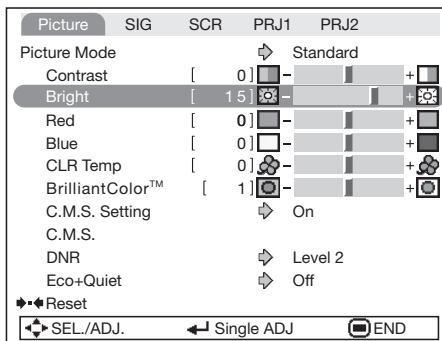 Picture SIG SCR PRJ1 PRJ2
Picture Mode Standard
Contrast [ 0] - +
Bright [ 15] - +
Red [ 0] - +
Blue [ 0] - +
CLR Temp [ 0] - +
BrilliantColor™ [ 1] - +
C.M.S. Setting On
C.M.S.
DNR Level 2
Eco+Quiet Off
Reset
SEL./ADJ. Single ADJ END